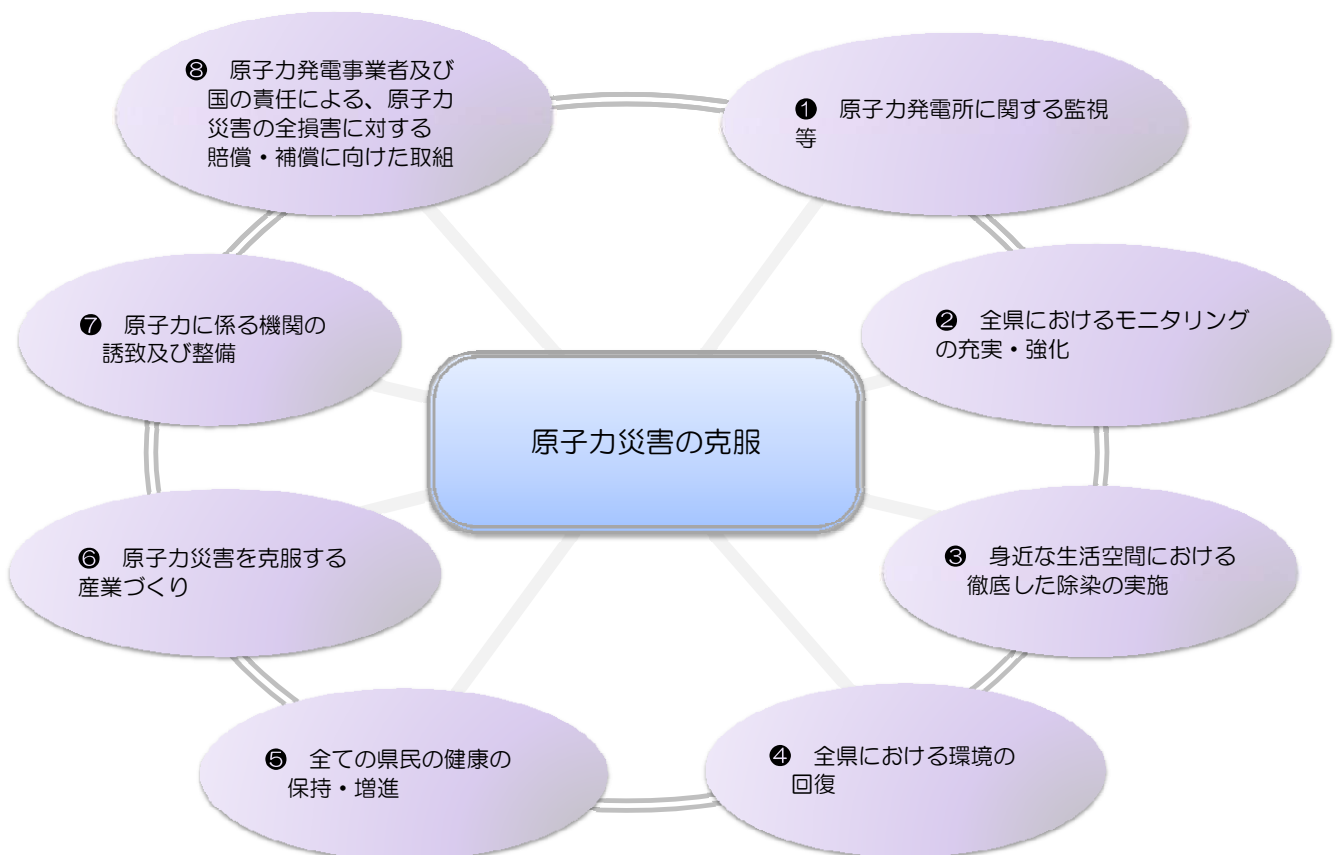 ❽　原子力発電事業者及び
国の責任による、原子力
災害の全損害に対する
賠償・補償に向けた取組
❶　原子力発電所に関する監視
等
❼　原子力に係る機関の
誘致及び整備
❷　全県におけるモニタリング
の充実・強化
原子力災害の克服
❻　原子力災害を克服する
産業づくり
❸　身近な生活空間における
徹底した除染の実施
❺　全ての県民の健康の
保持・増進
❹　全県における環境の
回復